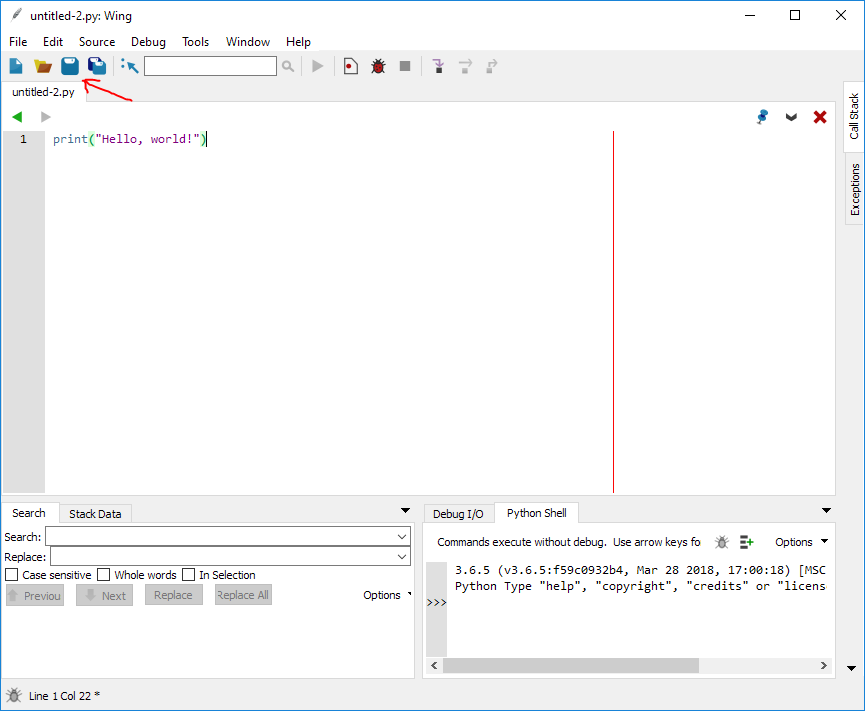 untitled-2.py: Wing
File Edit Source Debug Tools Window Help
untitled-2.py
1 print("Hello, world!")
Call Stack
Exceptions
Search Stack Data
Search:
Replace:
Case sensitive Whole words In Selection
Previou Next Replace Replace All Options
Debug I/O Python Shell
Commands execute without debug. Use arrow keys fo Options
3.6.5 (v3.6.5:f59c0932b4, Mar 28 2018, 17:00:18) [MSC
Python Type "help", "copyright", "credits" or "licens
>>>
Line 1 Col 22 *